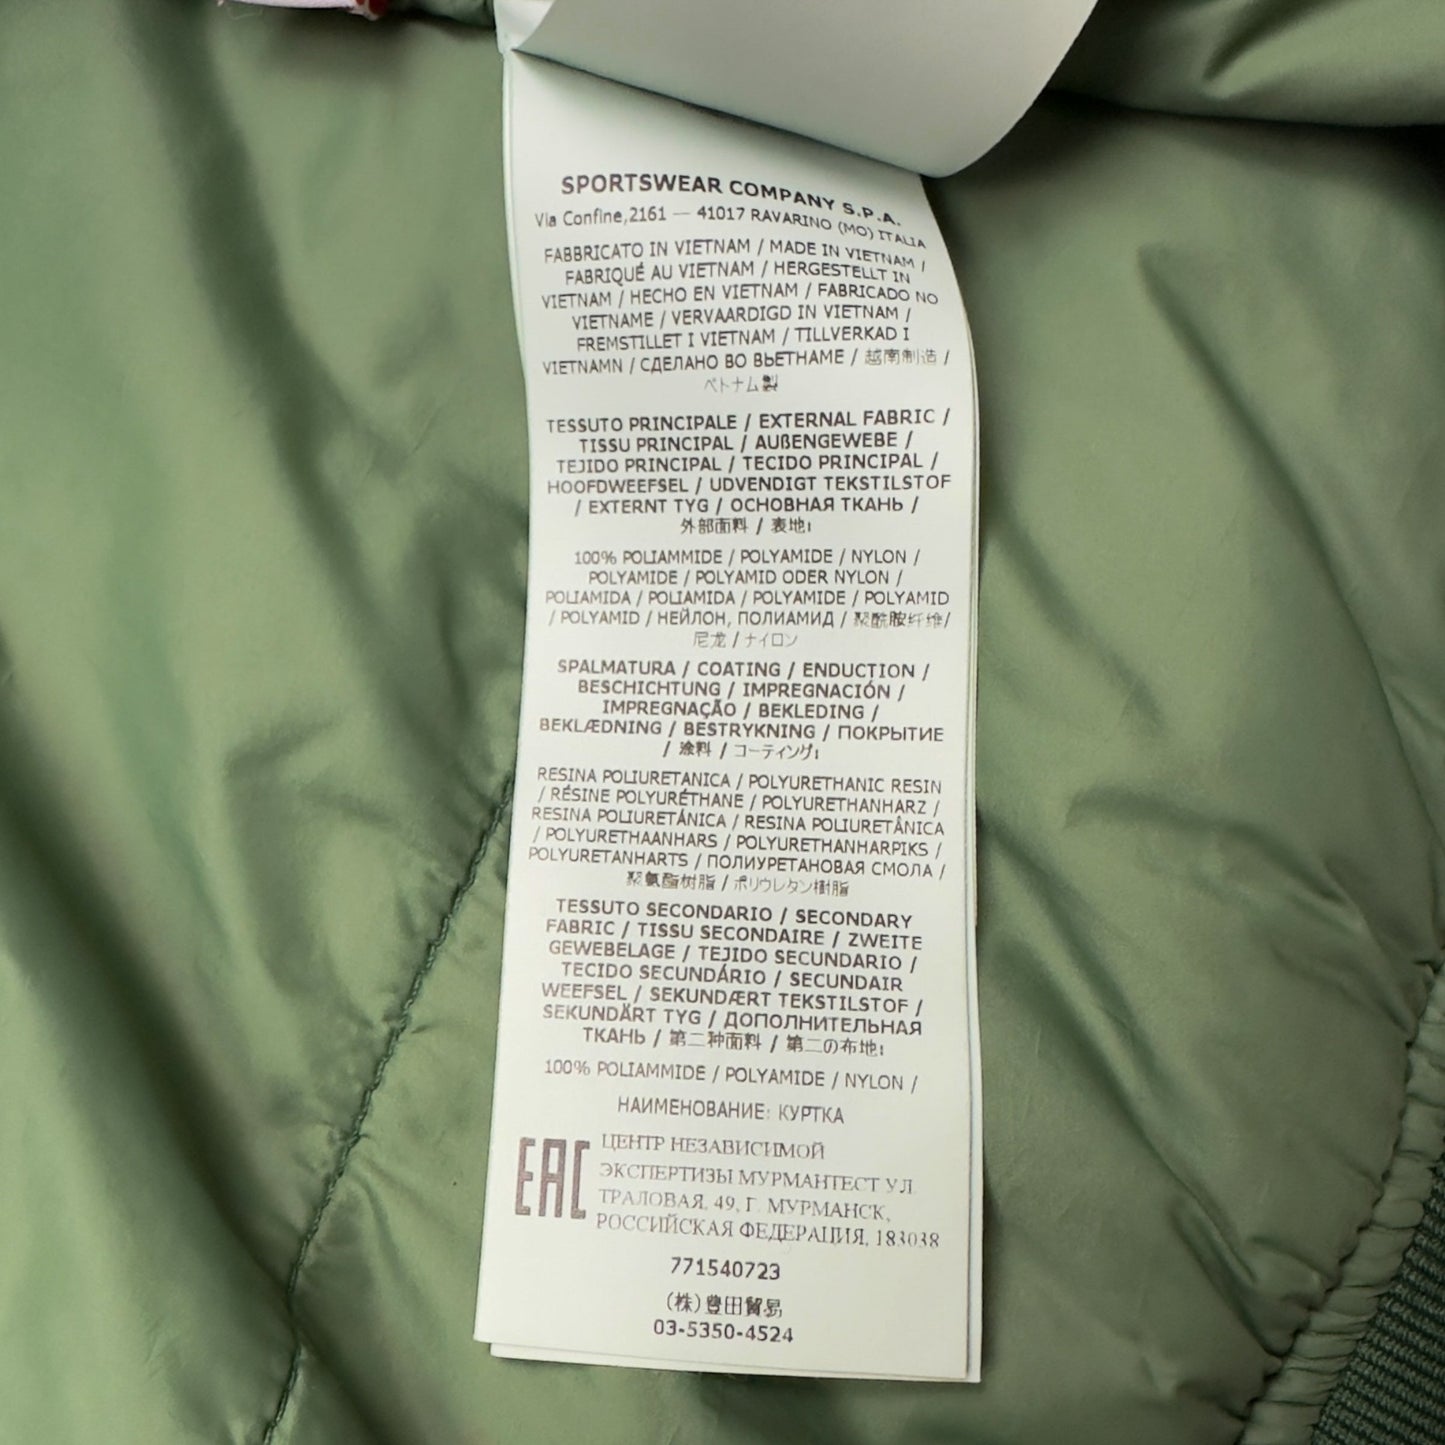 SPORTSWEAR COMPANY S.P.A.
Via Confine,2161 — 41017 RAVARINO (MO) ITALIA
FABBRICATO IN VIETNAM / MADE IN VIETNAM /
FABRIQUÉ AU VIETNAM / HERGESTELLT IN
VIETNAM / HECHO EN VIETNAM / FABRICADO NO
VIETNAME / VERVAARDIGD IN VIETNAM /
FREMSTILLET I VIETNAM / TILLVERKAD I
VIETNAMN / СДЕЛАНО ВО ВЬЕТНАМЕ / 越南制造 /
ベトナム製
TESSUTO PRINCIPALE / EXTERNAL FABRIC /
TISSU PRINCIPAL / AUßENGEWEBE /
TEJIDO PRINCIPAL / TECIDO PRINCIPAL /
HOOFDWEEFSEL / UDVENDIGT TEKSTILSTOF
/ EXTERNT TYG / ОСНОВНАЯ ТКАНЬ /
外部面料 / 表地:
100% POLIAMMIDE / POLYAMIDE / NYLON /
POLYAMIDE / POLYAMID ODER NYLON /
POLIAMIDA / POLIAMIDA / POLYAMIDE / POLYAMID
/ POLYAMID / НЕЙЛОН, ПОЛИАМИД / 聚酰胺纤维/
尼龙 / ナイロン
SPALMATURA / COATING / ENDUCTION /
BESCHICHTUNG / IMPREGNACIÓN /
IMPREGNAÇÃO / BEKLEDING /
BEKLÆDNING / BESTRYKNING / ПОКРЫТИЕ
/ 涂料 / コーティング:
RESINA POLIURETANICA / POLYURETHANIC RESIN
/ RÉSINE POLYURÉTHANE / POLYURETHANHARZ /
RESINA POLIURETÁNICA / RESINA POLIURETÂNICA
/ POLYURETHAANHARS / POLYURETHANHARPIKS /
POLYURETANHARTS / ПОЛИУРЕТАНОВАЯ СМОЛА /
聚氨酯树脂 / ポリウレタン樹脂
TESSUTO SECONDARIO / SECONDARY
FABRIC / TISSU SECONDAIRE / ZWEITE
GEWEBELAGE / TEJIDO SECUNDARIO /
TECIDO SECUNDÁRIO / SECUNDAIR
WEEFSEL / SEKUNDÆRT TEKSTILSTOF /
SEKUNDÄRT TYG / ДОПОЛНИТЕЛЬНАЯ
ТКАНЬ / 第二种面料 / 第二の布地:
100% POLIAMMIDE / POLYAMIDE / NYLON /
НАИМЕНОВАНИЕ: КУРТКА
EAC
ЦЕНТР НЕЗАВИСИМОЙ
ЭКСПЕРТИЗЫ МУРМАНТЕСТ УЛ.
ТРАЛОВАЯ, 49, Г. МУРМАНСК,
РОССИЙСКАЯ ФЕДЕРАЦИЯ, 183038
771540723
(株)豊田貿易
03-5350-4524